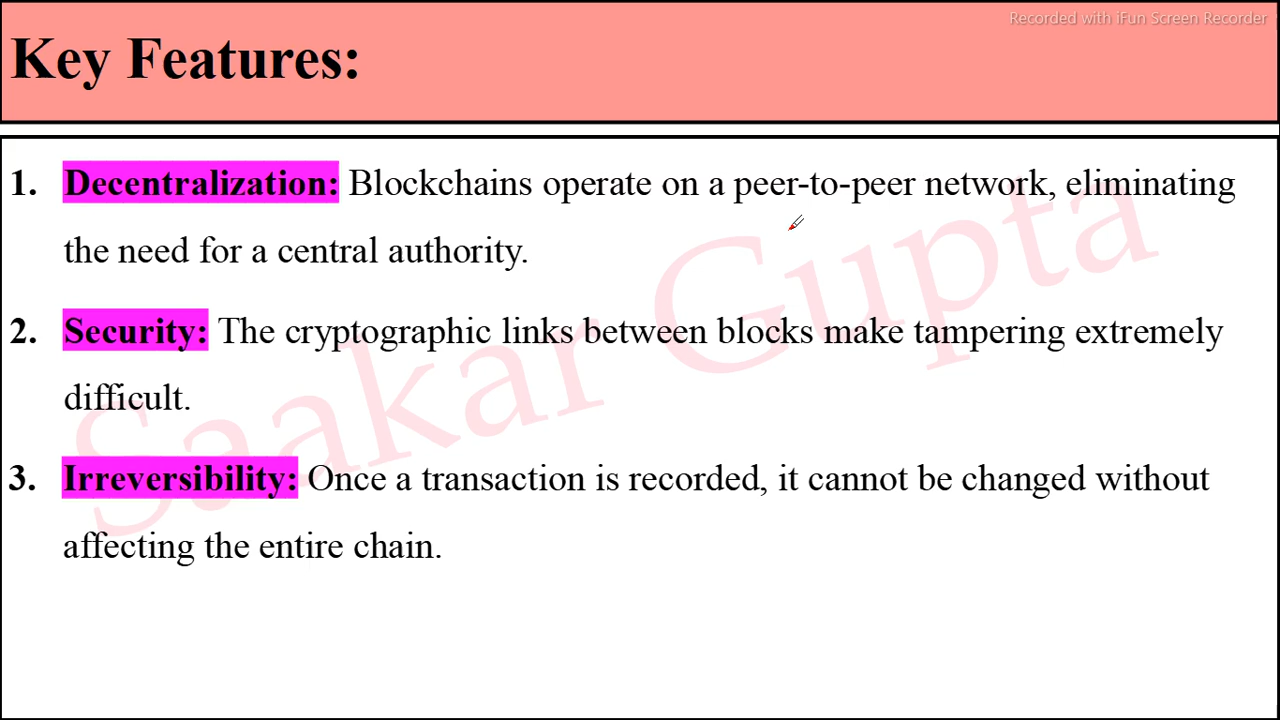 Recorded with iFun Screen Recorder
Key Features:
1. Decentralization: Blockchains operate on a peer-to-peer network, eliminating
the need for a central authority.
2. Security: The cryptographic links between blocks make tampering extremely
difficult.
3. Irreversibility: Once a transaction is recorded, it cannot be changed without
affecting the entire chain.
Saakar Gupta